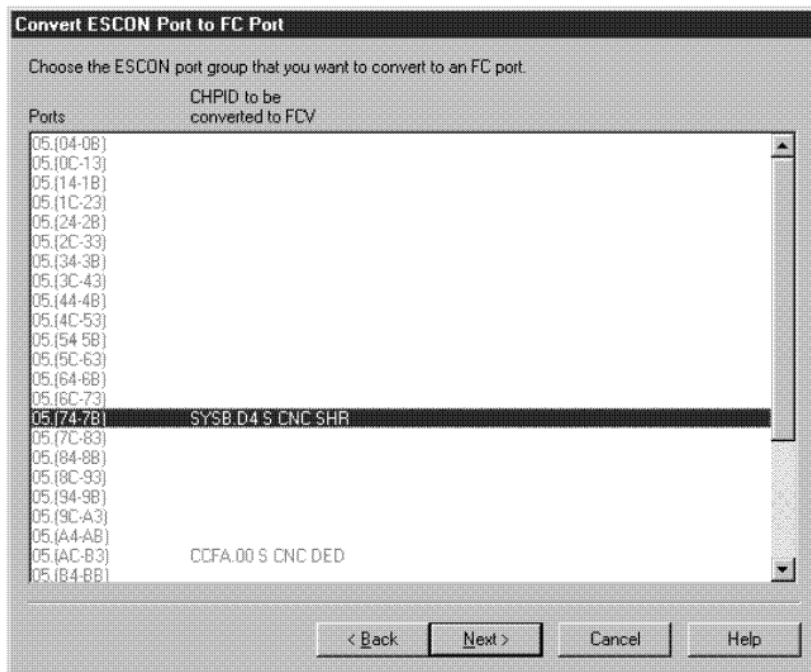 Convert ESCON Port to FC Port
Choose the ESCON port group that you want to convert to an FC port.
CHPID to be
Ports converted to FCV
05.(04-0B)
05.(0C-13)
05.(14-1B)
05.(1C-23)
05.(24-2B)
05.(2C-33)
05.(34-3B)
05.(3C-43)
05.(44-4B)
05.(4C-53)
05.(54 5B)
05.(5C-63)
05.(64-6B)
05.(6C-73)
05.(74-7B) SYSB.D4 S CNC SHR
05.(7C-83)
05.(84-8B)
05.(8C-93)
05.(94-9B)
05.(9C-A3)
05.(A4-AB)
05.(AC-B3) CCFA.00 S CNC DED
05.(B4-BB)
< Back Next > Cancel Help